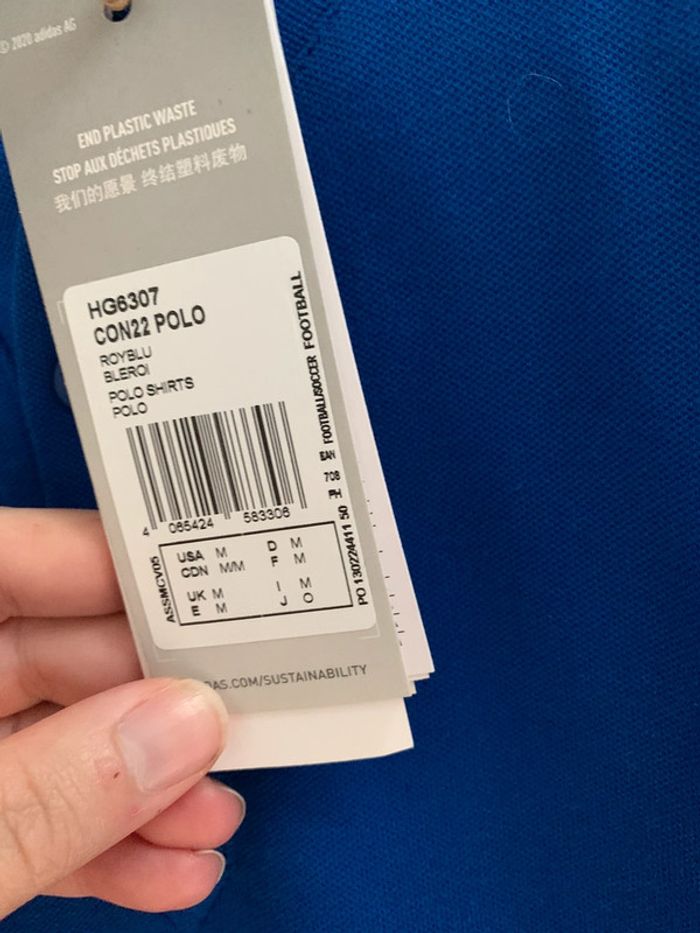 © 2020 adidas AG
END PLASTIC WASTE
STOP AUX DÉCHETS PLASTIQUES
我们的愿景 终结塑料废物
HG6307
CON22 POLO
ROYBLU
BLEROI
POLO SHIRTS
POLO
FOOTBALL/SOCCER FOOTBALL
EAN
708
PH
PO 130224411 50
4 065424 583306
ASSMCV05
USA M D M
CDN M/M F M
UK M I M
E M J O
DAS.COM/SUSTAINABILITY